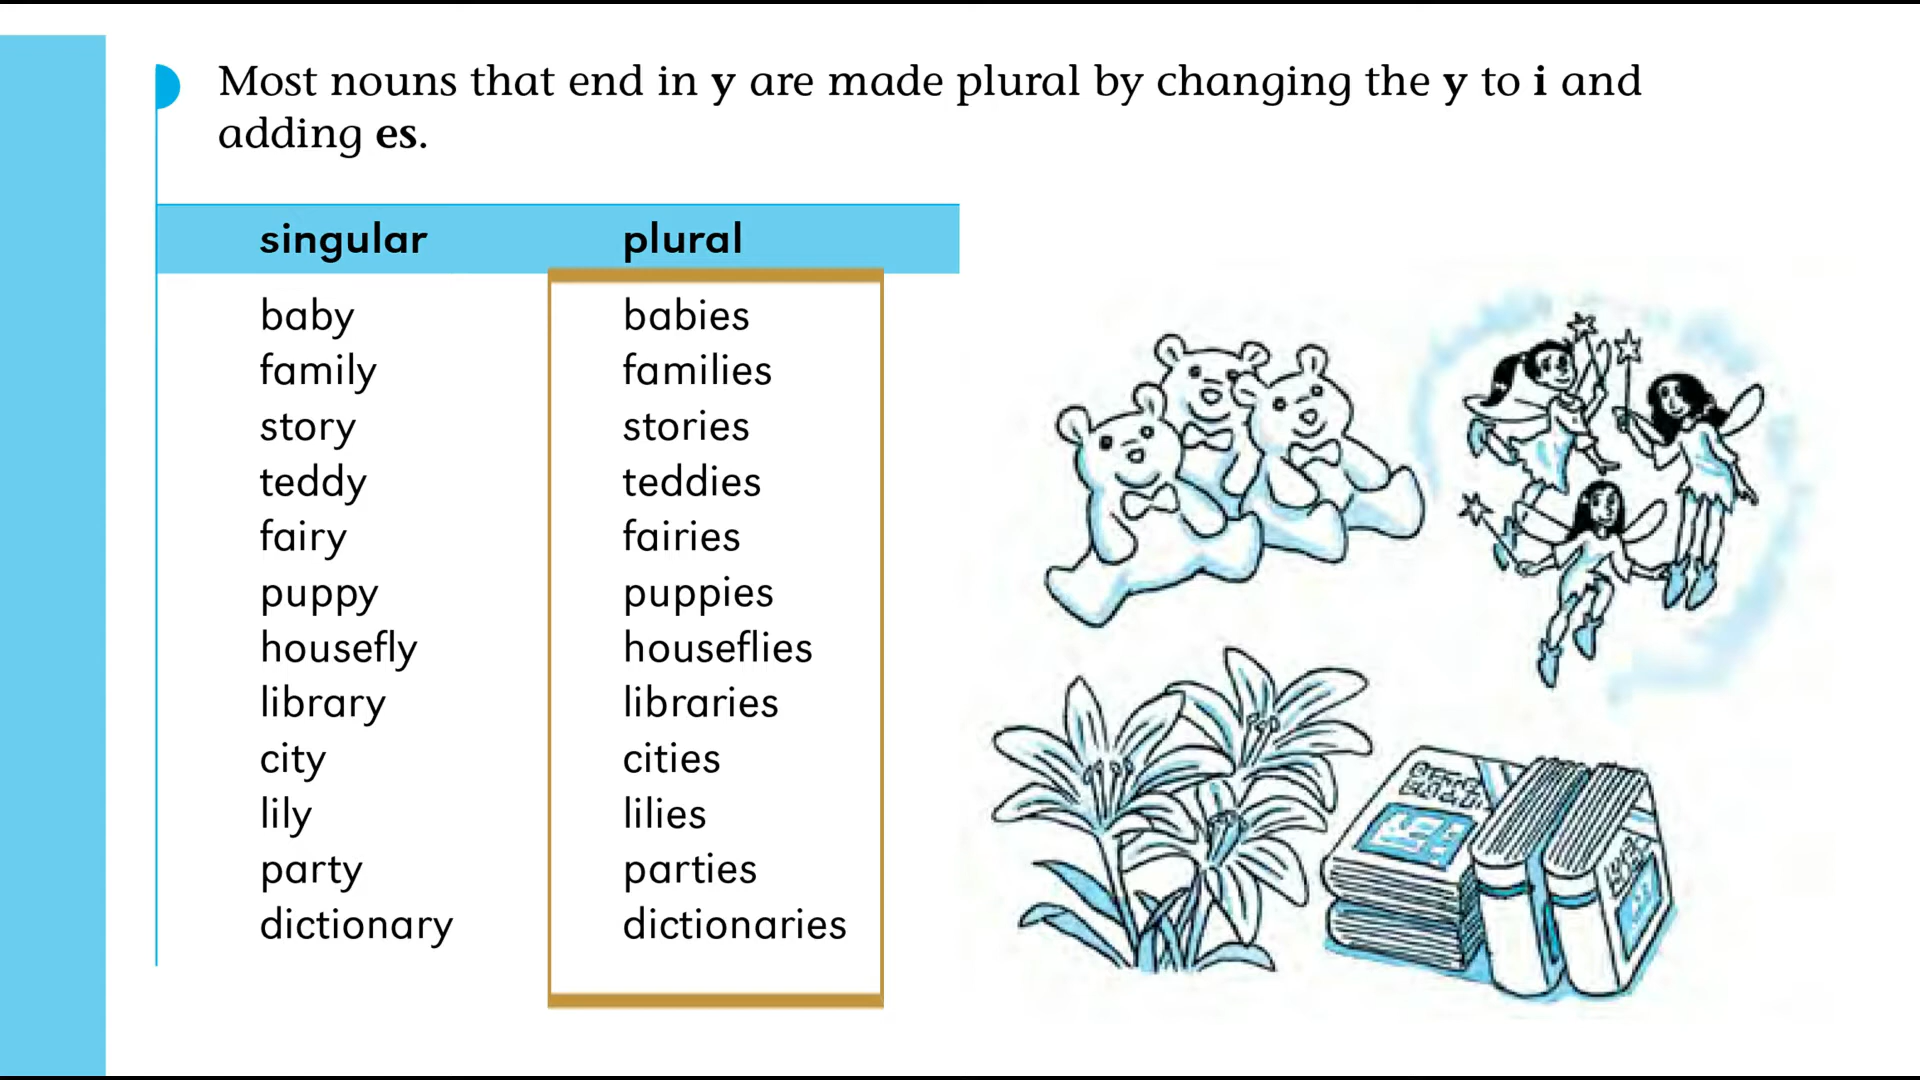 Most nouns that end in y are made plural by changing the y to i and
adding es.
singular plural
baby babies
family families
story stories
teddy teddies
fairy fairies
puppy puppies
housefly houseflies
library libraries
city cities
lily lilies
party parties
dictionary dictionaries